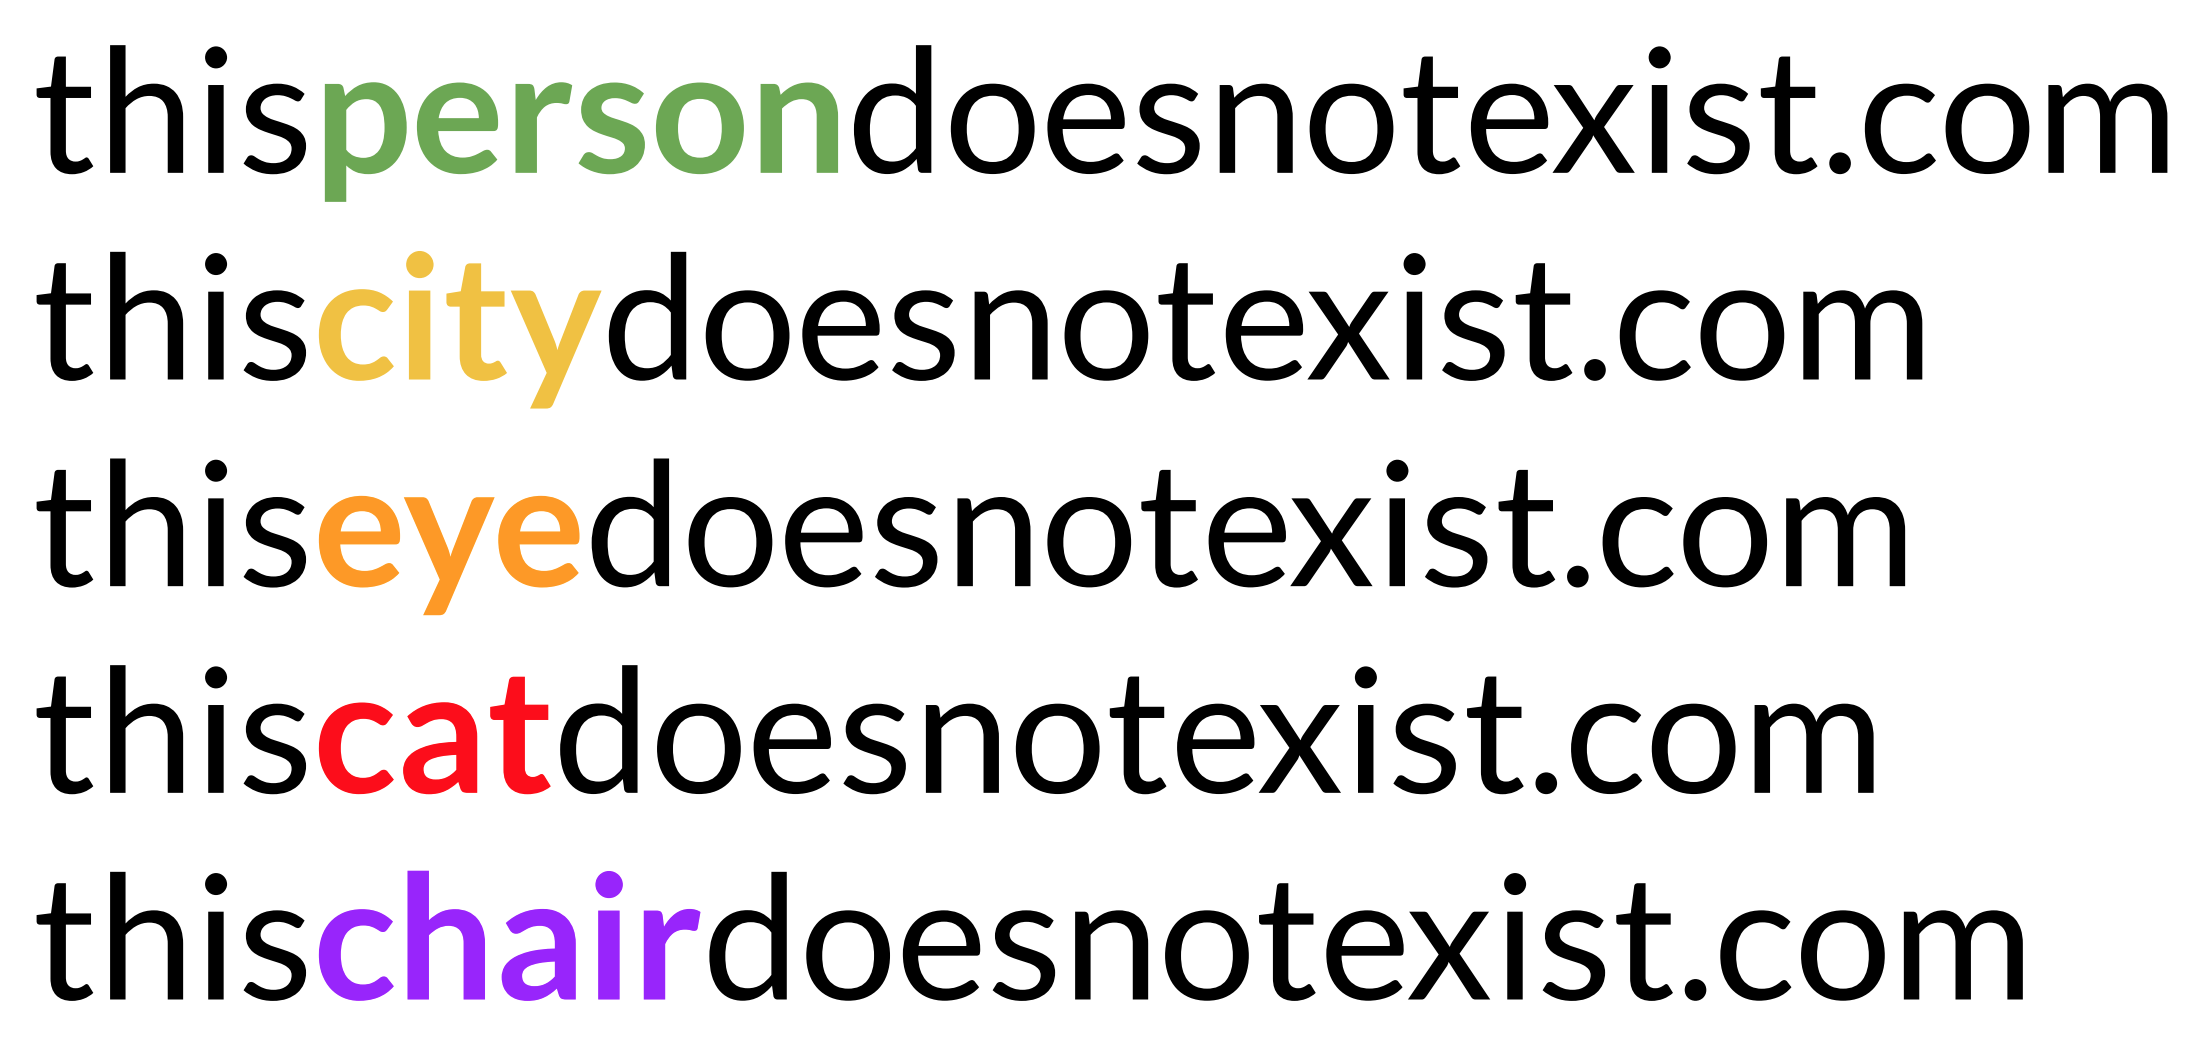 thispersondoesnotexist.com
thiscitydoesnotexist.com
thiseyedoesnotexist.com
thiscatdoesnotexist.com
thischairdoesnotexist.com